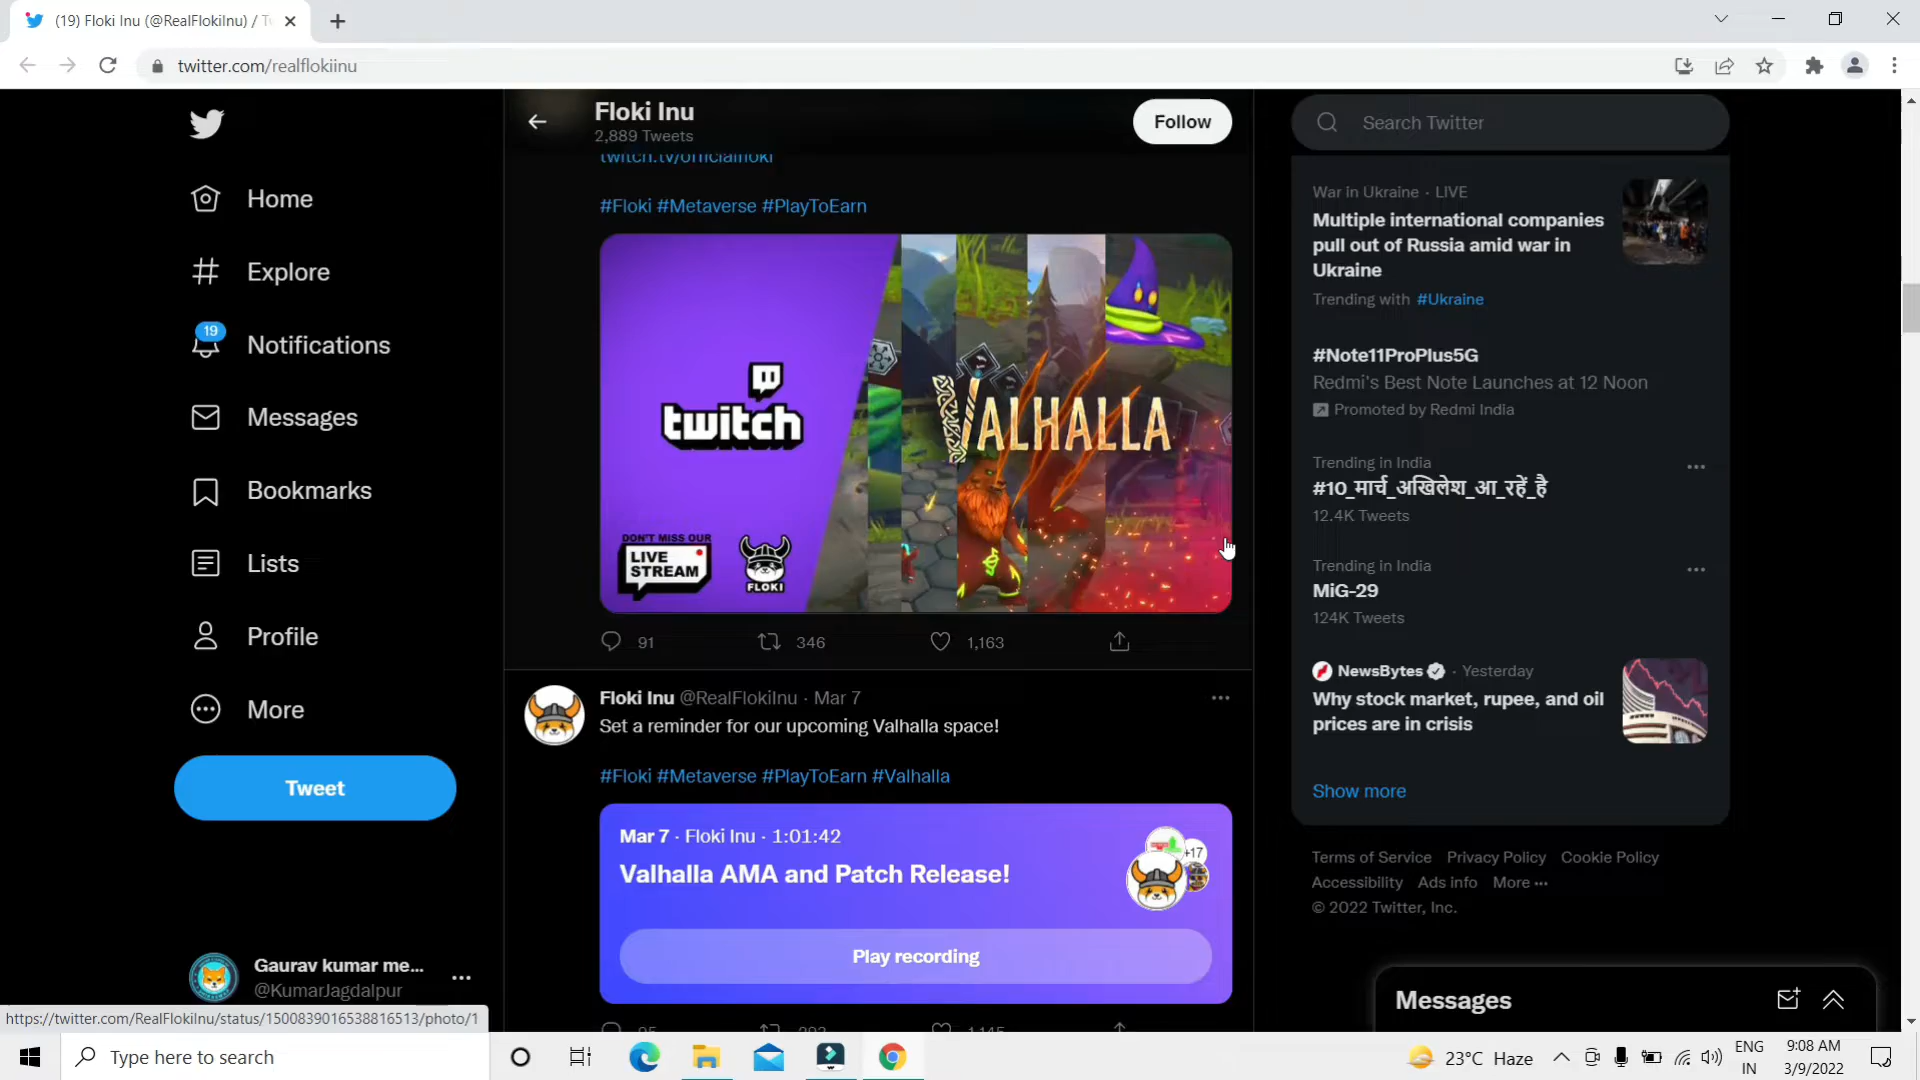 (19) Floki Inu (@RealFlokiInu) / Tw
twitter.com/realflokiinu
Home
Explore
19
Notifications
Messages
Bookmarks
Lists
Profile
More
Tweet
Gaurav kumar me...
@KumarJagdalpur
https://twitter.com/RealFlokiInu/status/1500839016538816513/photo/1
Floki Inu
2,889 Tweets
Follow
twitch.tv/officialfloki
#Floki #Metaverse #PlayToEarn
twitch
VALHALLA
DON'T MISS OUR
LIVE
STREAM
FLOKI
91
346
1,163
Floki Inu @RealFlokiInu · Mar 7
Set a reminder for our upcoming Valhalla space!
#Floki #Metaverse #PlayToEarn #Valhalla
Mar 7 · Floki Inu · 1:01:42
+17
Valhalla AMA and Patch Release!
Play recording
Search Twitter
War in Ukraine · LIVE
Multiple international companies
pull out of Russia amid war in
Ukraine
Trending with #Ukraine
#Note11ProPlus5G
Redmi's Best Note Launches at 12 Noon
Promoted by Redmi India
Trending in India
#10_मार्च_अखिलेश_आ_रहें_है
12.4K Tweets
Trending in India
MiG-29
124K Tweets
NewsBytes · Yesterday
Why stock market, rupee, and oil
prices are in crisis
Show more
Terms of Service Privacy Policy Cookie Policy
Accessibility Ads info More ···
© 2022 Twitter, Inc.
Messages
Type here to search
23°C Haze
ENG
IN
9:08 AM
3/9/2022